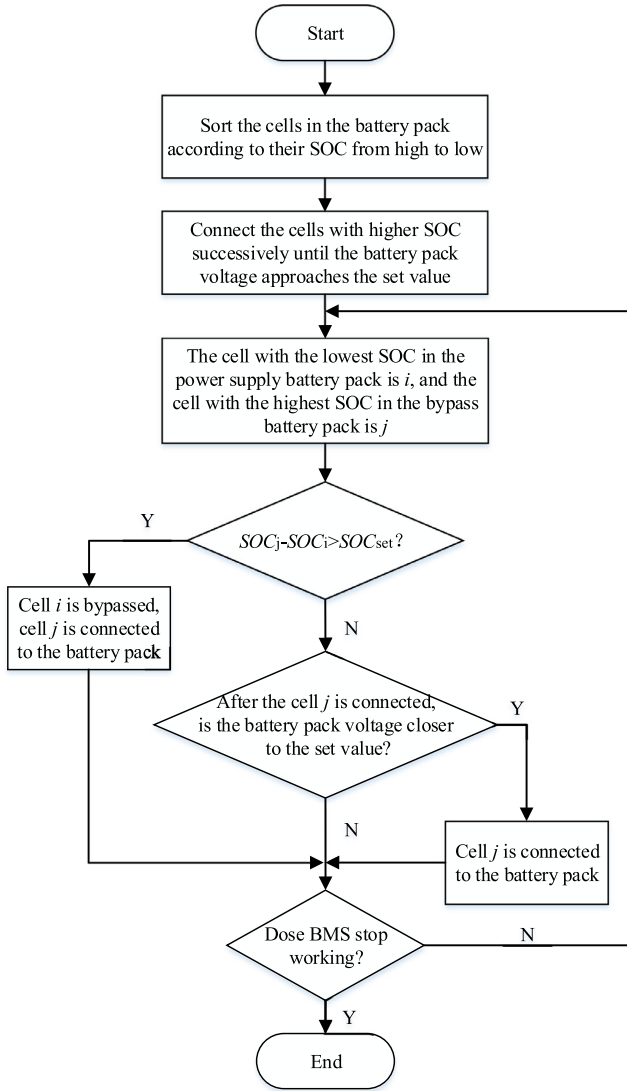 Start
Sort the cells in the battery pack
according to their SOC from high to low
Connect the cells with higher SOC
successively until the battery pack
voltage approaches the set value
The cell with the lowest SOC in the
power supply battery pack is i, and the
cell with the highest SOC in the bypass
battery pack is j
Y
SOCj-SOCi>SOCset?
Cell i is bypassed,
cell j is connected
to the battery pack
N
After the cell j is connected,
is the battery pack voltage closer
to the set value?
Y
N
Cell j is connected
to the battery pack
Dose BMS stop
working?
N
Y
End